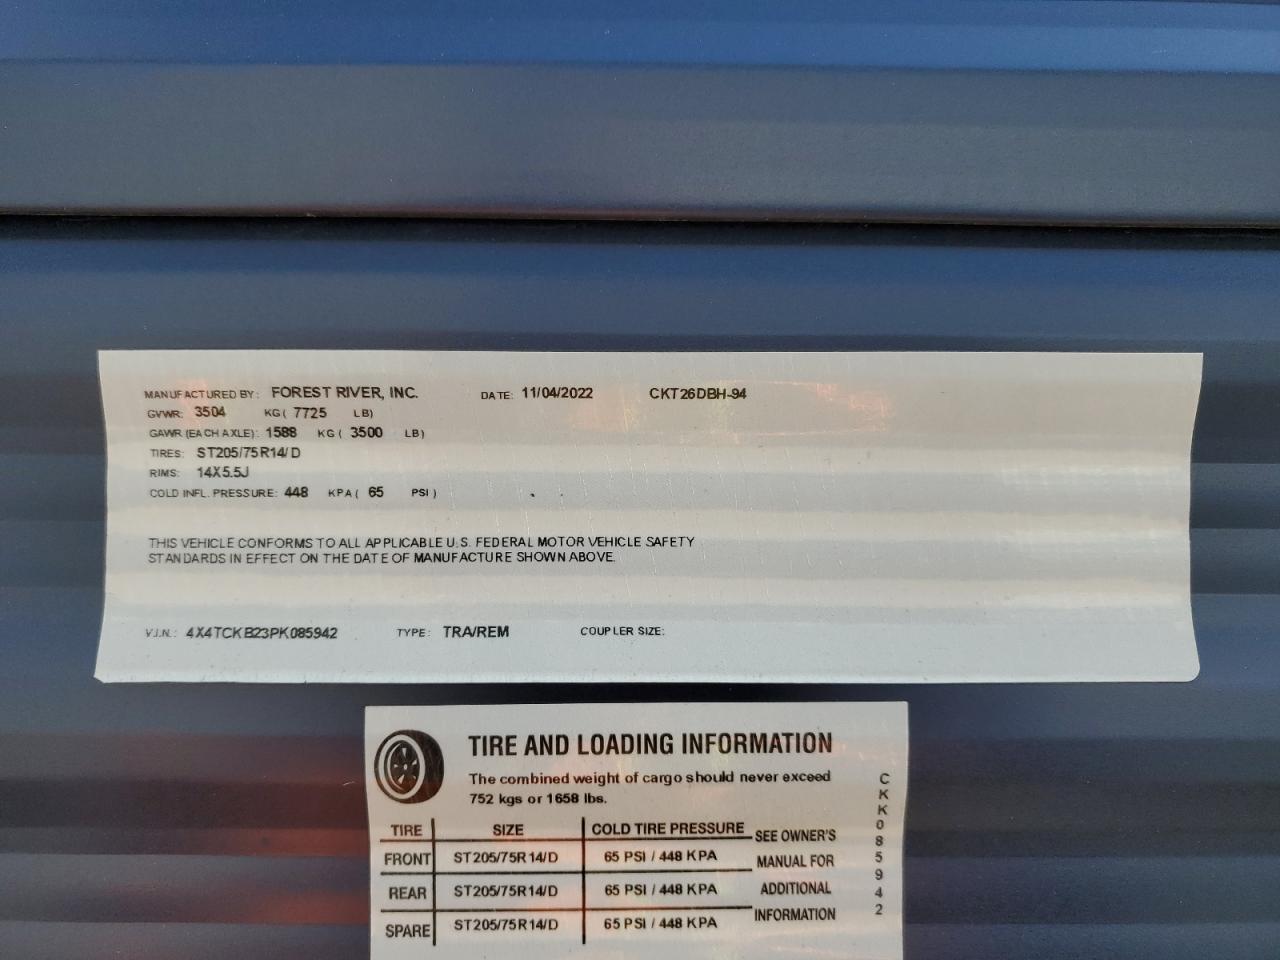 MANUFACTURED BY: FOREST RIVER, INC. DATE: 11/04/2022 CKT26DBH-94
GVWR: 3504 KG( 7725 LB)
GAWR (EACH AXLE): 1588 KG( 3500 LB)
TIRES: ST205/75R14/D
RIMS: 14X5.5J
COLD INFL. PRESSURE: 448 KPA( 65 PSI)
THIS VEHICLE CONFORMS TO ALL APPLICABLE U.S. FEDERAL MOTOR VEHICLE SAFETY
STANDARDS IN EFFECT ON THE DATE OF MANUFACTURE SHOWN ABOVE.
V.I.N.: 4X4TCKB23PK085942 TYPE: TRA/REM COUPLER SIZE:
TIRE AND LOADING INFORMATION
The combined weight of cargo should never exceed
752 kgs or 1658 lbs.
TIRE SIZE COLD TIRE PRESSURE
FRONT ST205/75R14/D 65 PSI / 448 KPA
REAR ST205/75R14/D 65 PSI / 448 KPA
SPARE ST205/75R14/D 65 PSI / 448 KPA
SEE OWNER'S
MANUAL FOR
ADDITIONAL
INFORMATION
CKK085942